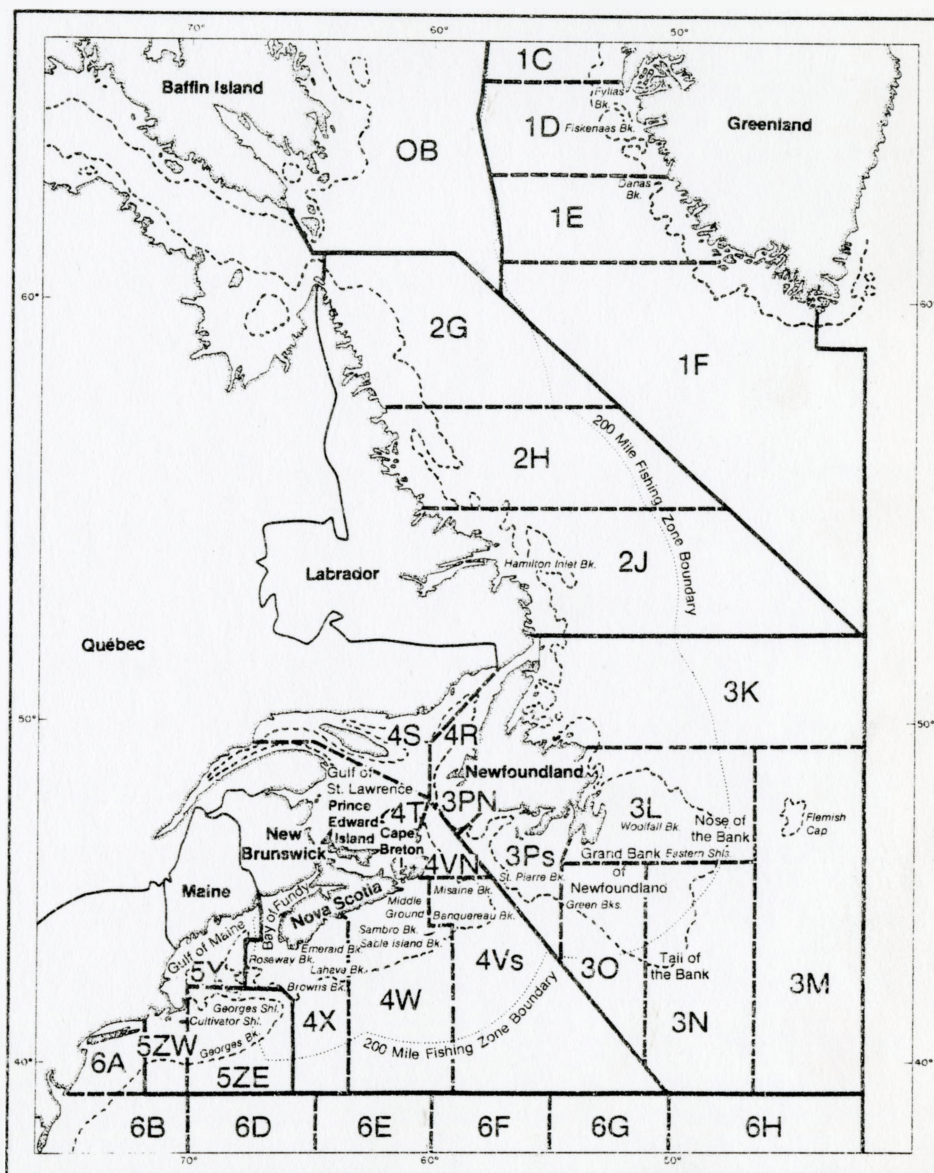 70°
60°
50°
1C
Baffin Island
Fyllas
Bk.
1D
Fiskenaes Bk.
Greenland
OB
Danas
Bk.
1E
60°
60°
2G
1F
200 Mile Fishing Zone Boundary
2H
Hamilton Inlet Bk.
2J
Labrador
Québec
3K
50°
50°
4S
4R
Gulf of
St. Lawrence
Newfoundland
3PN
Prince
Edward
Island
4T
Cape
Breton
3L
Woolfall Bk.
Nose of
the Bank
Flemish
Cap
New
Brunswick
4VN
3Ps
St. Pierre Bk.
Grand Bank
Eastern Shls.
of
Newfoundland
Green Bks.
Maine
Bay of Fundy
Nova Scotia
Misaine Bk.
Middle
Ground
Banquereau Bk.
Sambro Bk.
Sable Island Bk.
Gulf of Maine
Emerald Bk.
Roseway Bk.
Lahave Bk.
Browns Bk.
5Y
4Vs
3O
Tail of
the Bank
3M
4W
4X
3N
Georges Shl.
Cultivator Shl.
Georges Bk.
200 Mile Fishing Zone Boundary
40°
40°
6A
5ZW
5ZE
6B
6D
6E
6F
6G
6H
70°
60°
50°